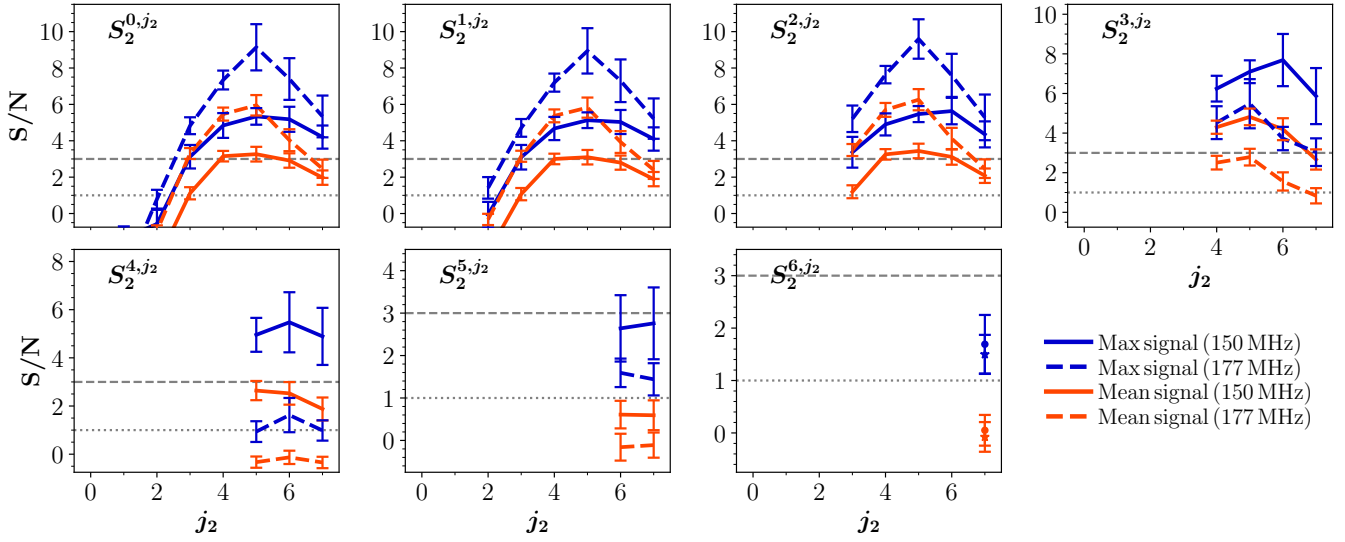 S/N
10
8
6
4
2
0
S_2^{0,j_2}
10
8
6
4
2
0
S_2^{1,j_2}
10
8
6
4
2
0
S_2^{2,j_2}
10
8
6
4
2
0
S_2^{3,j_2}
0 2 4 6
j_2
S/N
8
6
4
2
0
S_2^{4,j_2}
0 2 4 6
j_2
4
3
2
1
0
S_2^{5,j_2}
0 2 4 6
j_2
3
2
1
0
S_2^{6,j_2}
0 2 4 6
j_2
Max signal (150 MHz)
Max signal (177 MHz)
Mean signal (150 MHz)
Mean signal (177 MHz)